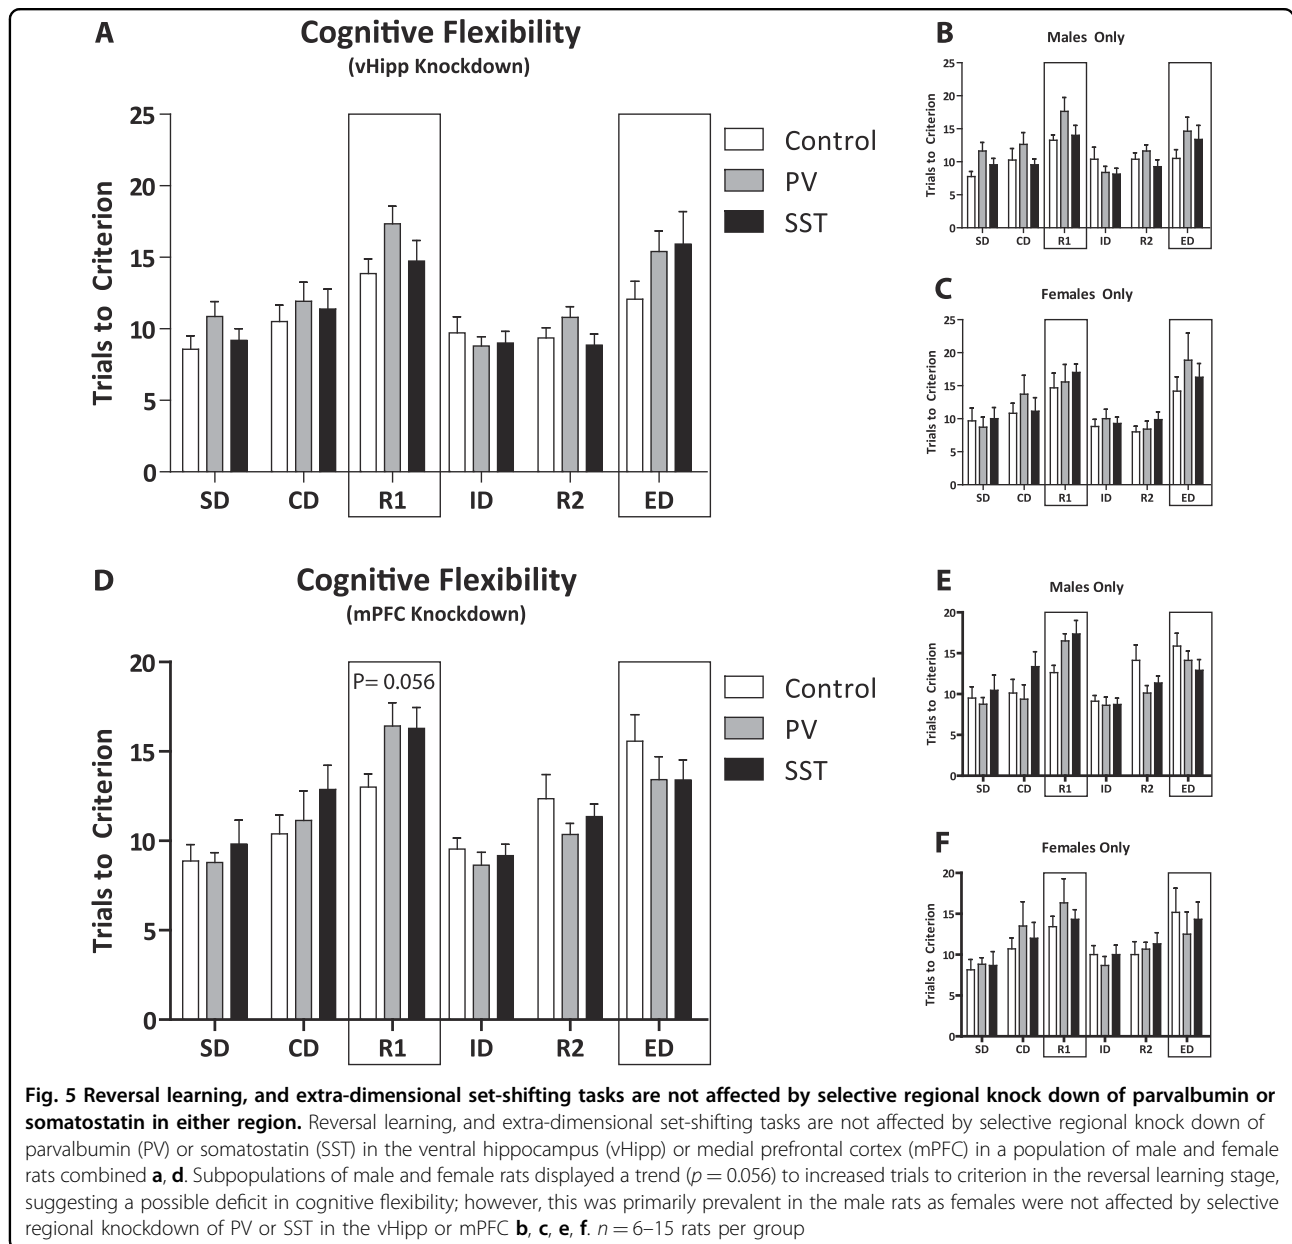 A
Cognitive Flexibility
(vHipp Knockdown)
Trials to Criterion
25
20
15
10
5
0
SD CD R1 ID R2 ED
Control
PV
SST
B
Males Only
Trials to Criterion
25
20
15
10
5
0
SD CD R1 ID R2 ED
C
Females Only
Trials to Criterion
25
20
15
10
5
0
SD CD R1 ID R2 ED
D
Cognitive Flexibility
(mPFC Knockdown)
Trials to Criterion
20
15
10
5
0
P= 0.056
SD CD R1 ID R2 ED
Control
PV
SST
E
Males Only
Trials to Criterion
20
15
10
5
0
SD CD R1 ID R2 ED
F
Females Only
Trials to Criterion
20
15
10
5
0
SD CD R1 ID R2 ED
Fig. 5 Reversal learning, and extra-dimensional set-shifting tasks are not affected by selective regional knock down of parvalbumin or
somatostatin in either region. Reversal learning, and extra-dimensional set-shifting tasks are not affected by selective regional knock down of
parvalbumin (PV) or somatostatin (SST) in the ventral hippocampus (vHipp) or medial prefrontal cortex (mPFC) in a population of male and female
rats combined a, d. Subpopulations of male and female rats displayed a trend (p = 0.056) to increased trials to criterion in the reversal learning stage,
suggesting a possible deficit in cognitive flexibility; however, this was primarily prevalent in the male rats as females were not affected by selective
regional knockdown of PV or SST in the vHipp or mPFC b, c, e, f. n = 6–15 rats per group